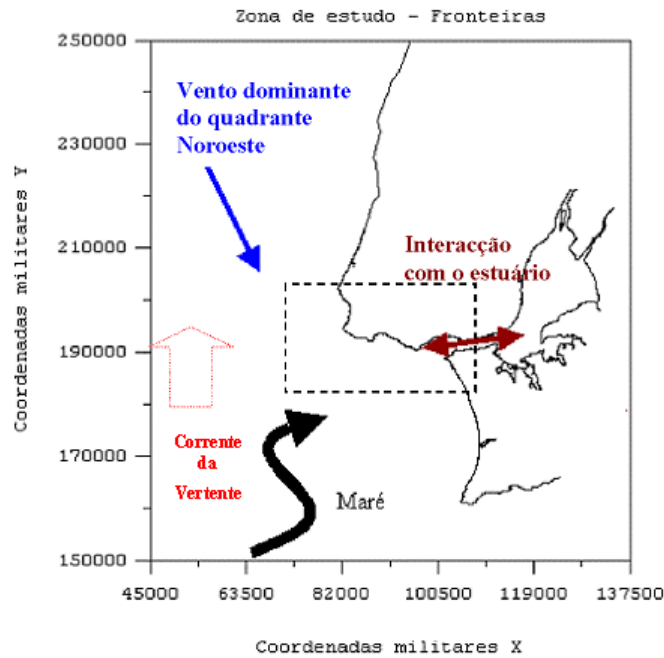 Zona de estudo - Fronteiras
250000
230000
210000
190000
170000
150000
Coordenadas militares Y
Vento dominante
do quadrante
Noroeste
Interacção
com o estuário
Corrente
da
Vertente
Maré
45000
63500
82000
100500
119000
137500
Coordenadas militares X